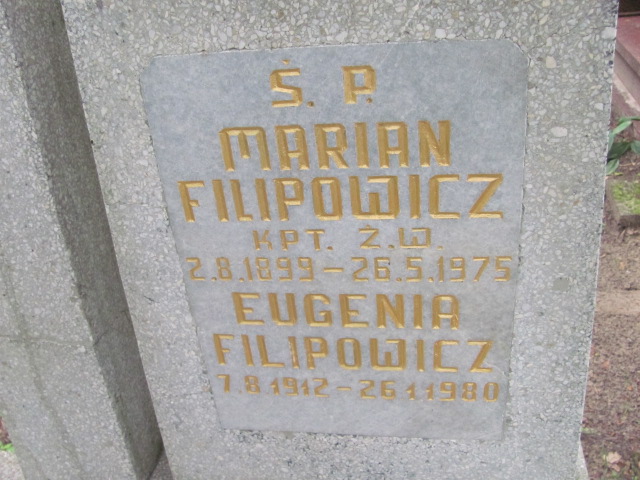 Ś. P.
MARIAN
FILIPOWICZ
KPT. Ż.W.
2.8.1899 – 26.5.1975
EUGENIA
FILIPOWICZ
7.8.1912 – 26.1.1980